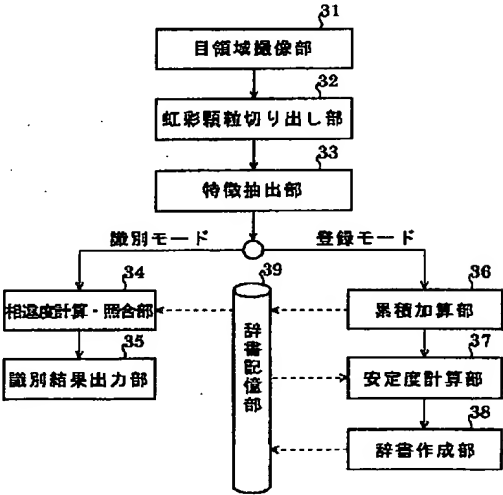 31
目領域撮像部
32
虹彩顆粒切り出し部
33
特徴抽出部
識別モード
登録モード
34
相違度計算・照合部
35
識別結果出力部
39
辞書記憶部
36
累積加算部
37
安定度計算部
38
辞書作成部